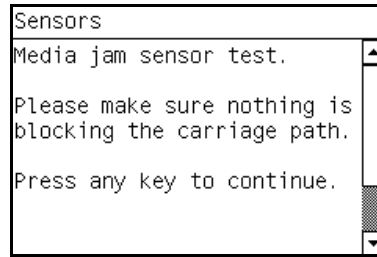 Sensors
Media jam sensor test.
Please make sure nothing is
blocking the carriage path.
Press any key to continue.